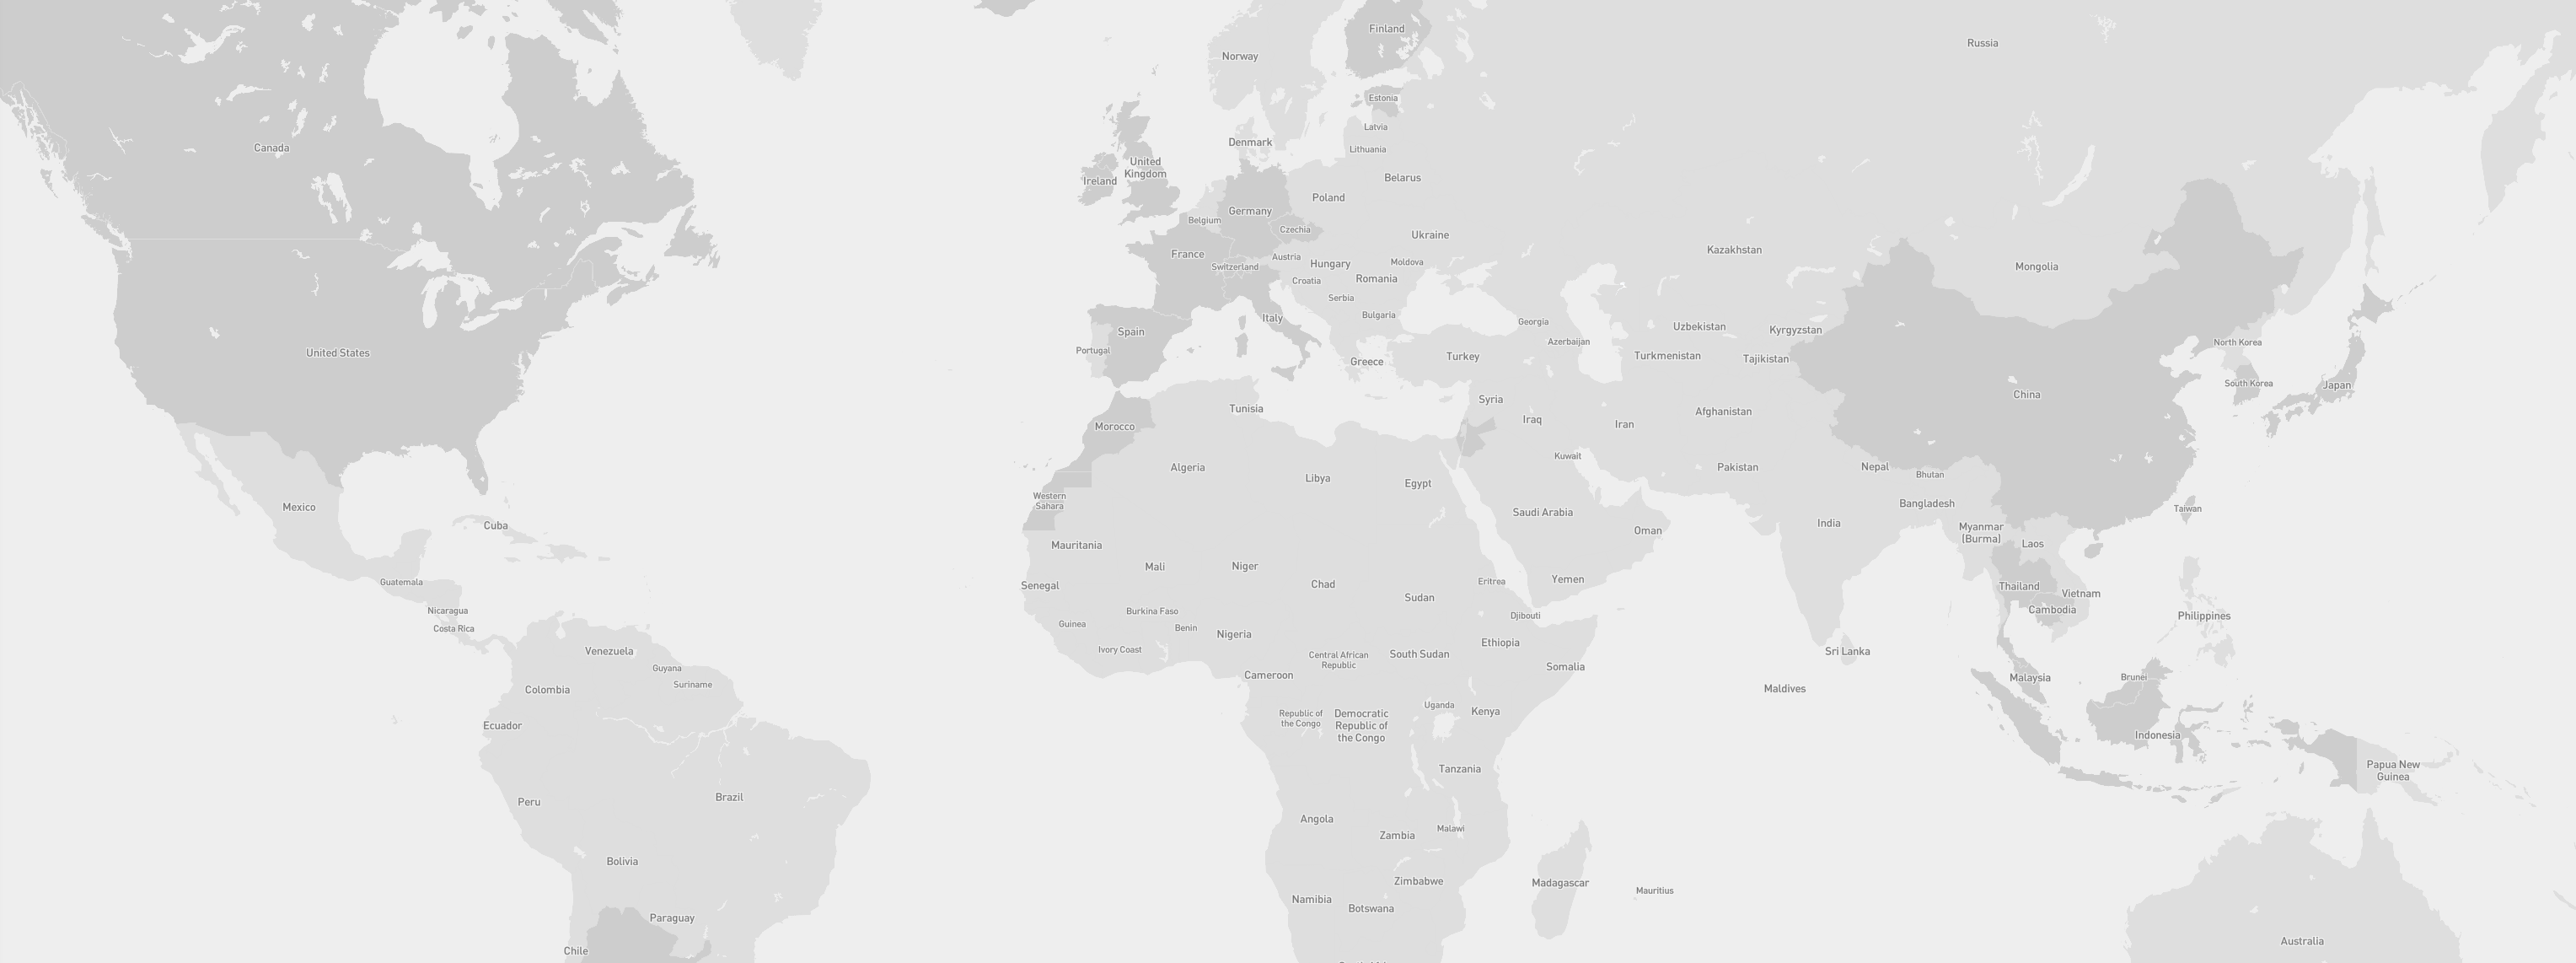 Finland
Russia
Norway
Estonia
Latvia
Denmark
Canada
Lithuania
United
Kingdom
Ireland
Belarus
Poland
Germany
Belgium
Czechia
Ukraine
France
Austria
Switzerland
Hungary
Moldova
Kazakhstan
Mongolia
Croatia
Romania
Serbia
Bulgaria
Italy
Georgia
Spain
Uzbekistan
Kyrgyzstan
Azerbaijan
North Korea
Portugal
United States
Greece
Turkey
Turkmenistan
Tajikistan
South Korea
Japan
China
Syria
Tunisia
Afghanistan
Iraq
Iran
Morocco
Kuwait
Algeria
Pakistan
Nepal
Bhutan
Libya
Egypt
Western
Sahara
Mexico
Bangladesh
Taiwan
Saudi Arabia
India
Cuba
Oman
Myanmar
(Burma)
Laos
Mauritania
Mali
Niger
Yemen
Guatemala
Senegal
Chad
Eritrea
Thailand
Vietnam
Sudan
Nicaragua
Burkina Faso
Cambodia
Djibouti
Philippines
Costa Rica
Guinea
Benin
Nigeria
Ethiopia
Venezuela
Ivory Coast
Central African
Republic
South Sudan
Sri Lanka
Guyana
Somalia
Cameroon
Malaysia
Brunei
Suriname
Colombia
Maldives
Uganda
Kenya
Republic of
the Congo
Democratic
Republic of
the Congo
Ecuador
Indonesia
Tanzania
Papua New
Guinea
Peru
Brazil
Angola
Malawi
Zambia
Bolivia
Zimbabwe
Madagascar
Mauritius
Namibia
Botswana
Paraguay
Australia
Chile